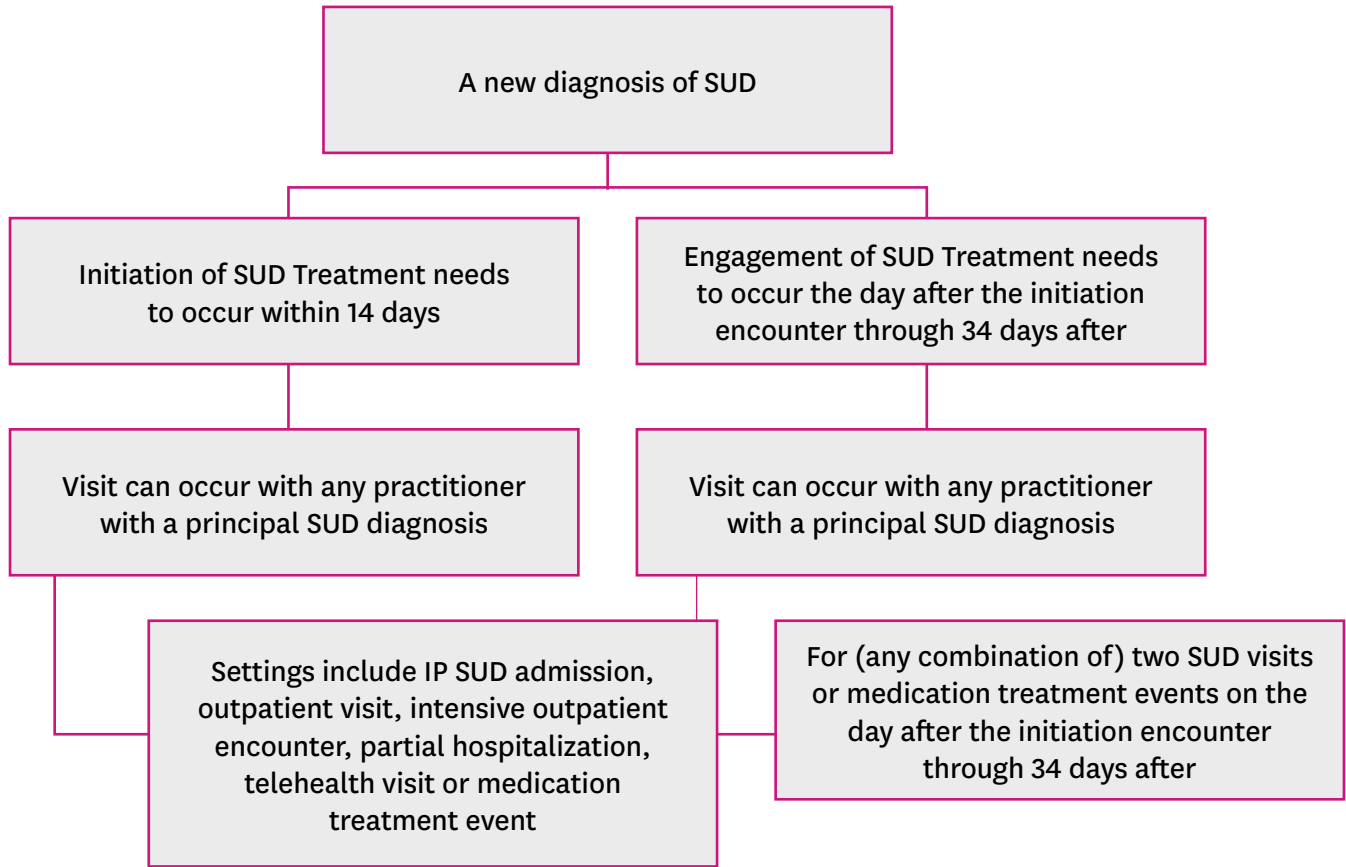 A new diagnosis of SUD
Initiation of SUD Treatment needs
to occur within 14 days
Engagement of SUD Treatment needs
to occur the day after the initiation
encounter through 34 days after
Visit can occur with any practitioner
with a principal SUD diagnosis
Visit can occur with any practitioner
with a principal SUD diagnosis
Settings include IP SUD admission,
outpatient visit, intensive outpatient
encounter, partial hospitalization,
telehealth visit or medication
treatment event
For (any combination of) two SUD visits
or medication treatment events on the
day after the initiation encounter
through 34 days after